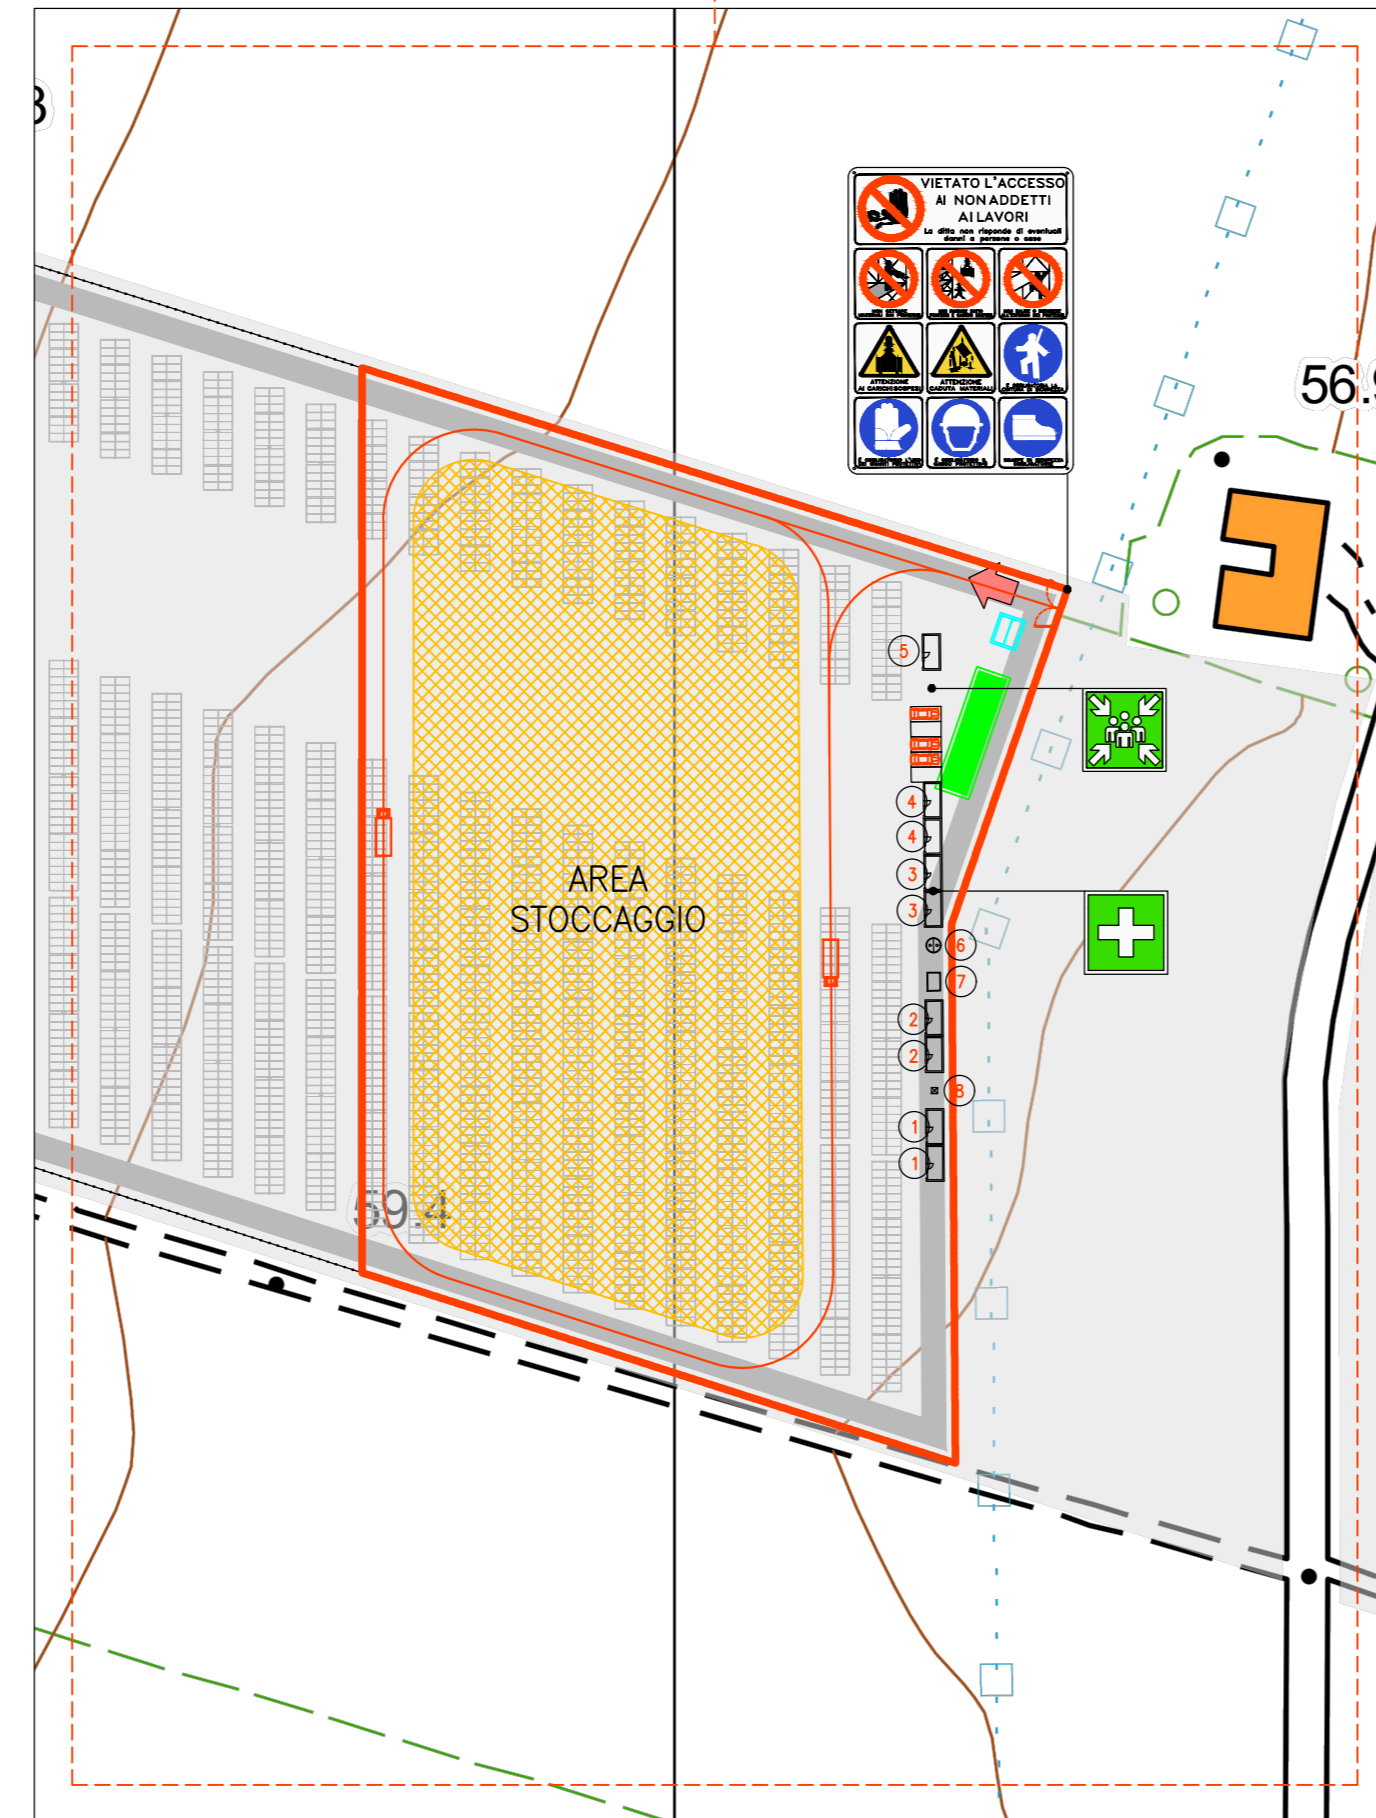 VIETATO L'ACCESSO
AI NON ADDETTI
AI LAVORI
La ditta non risponde di eventuali
danni a persone o cose
ATTENZIONE
AI CARICHI SOSPESI
ATTENZIONE
CADUTA MATERIALI
56.9
5
4
4
3
AREA
STOCCAGGIO
3
6
7
2
2
8
1
1
59.4